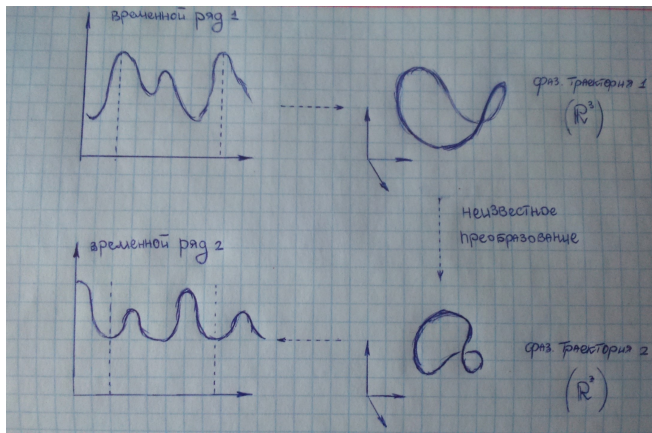 временной ряд 1
фаз. траектория 1
(ℝ³)
неизвестное
преобразование
временной ряд 2
фаз. траектория 2
(ℝ³)